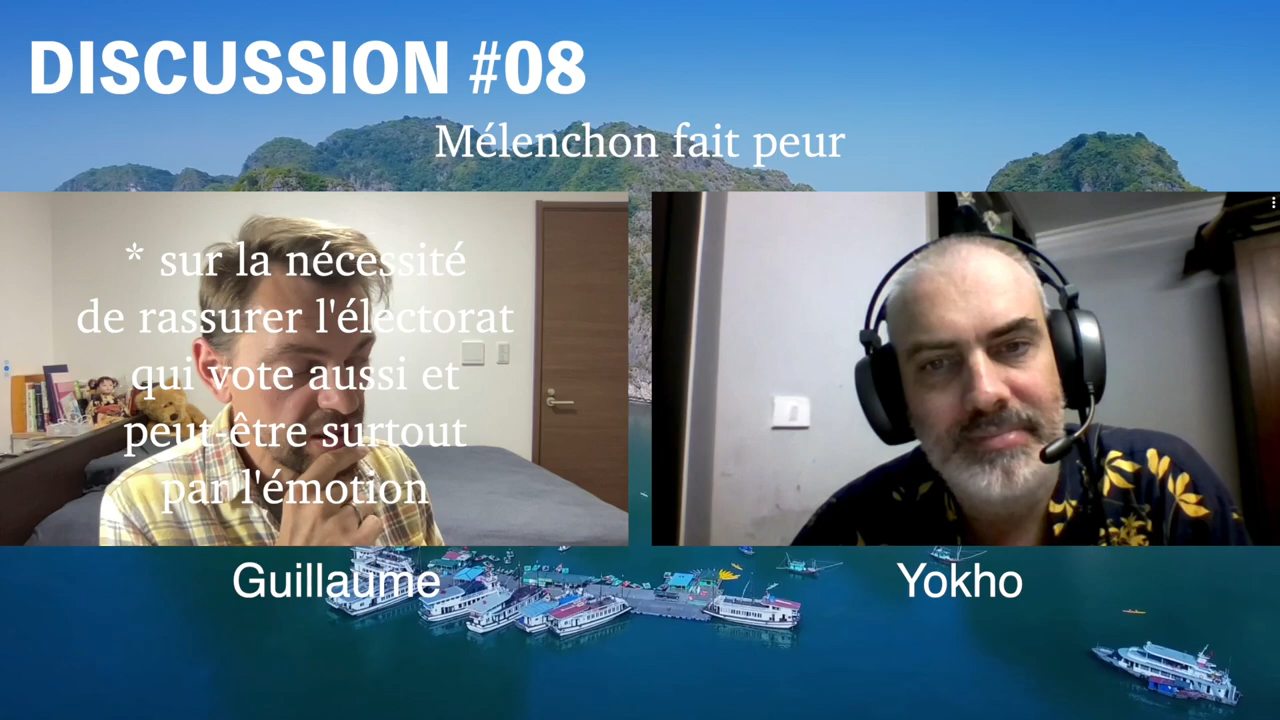 DISCUSSION #08
Mélenchon fait peur
* sur la nécessité
de rassurer l'électorat
qui vote aussi et
peut-être surtout
par l'émotion
Guillaume
Yokho